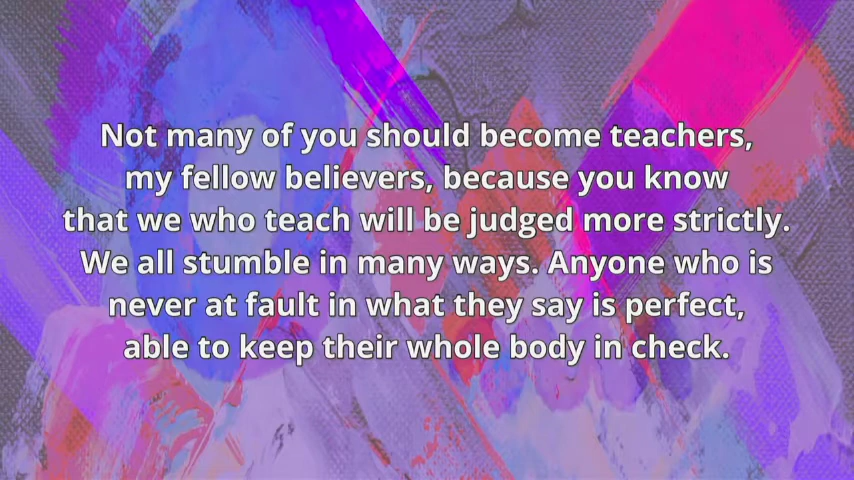 Not many of you should become teachers,
my fellow believers, because you know
that we who teach will be judged more strictly.
We all stumble in many ways. Anyone who is
never at fault in what they say is perfect,
able to keep their whole body in check.